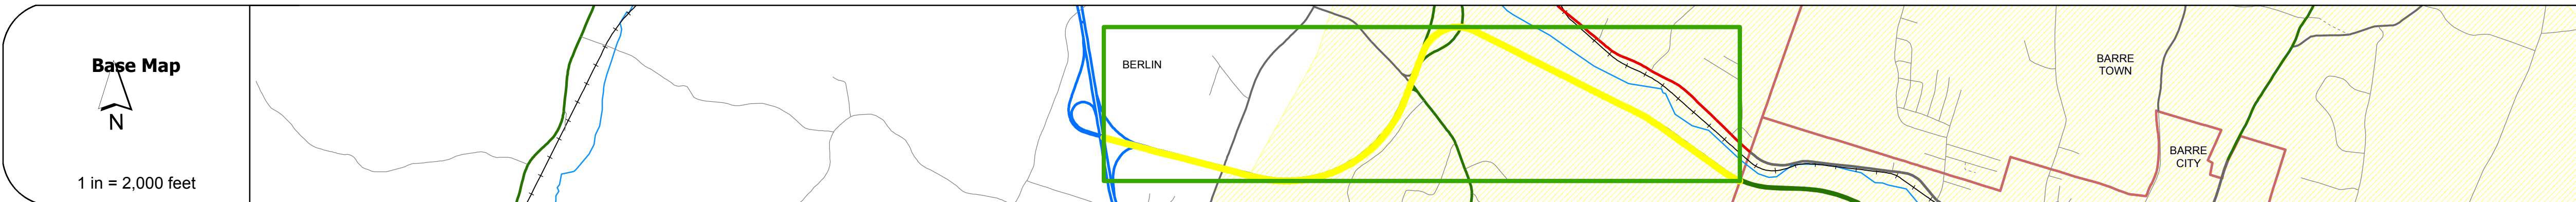 Base Map
N
1 in = 2,000 feet
BERLIN
BARRE
TOWN
BARRE
CITY